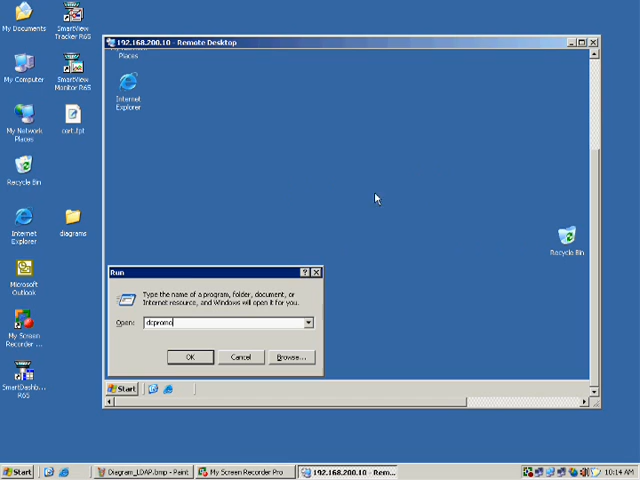 My Documents
SmartView
Tracker R65
My Computer
SmartView
Monitor R65
My Network
Places
cert.fpt
Recycle Bin
Internet
Explorer
diagrams
Microsoft
Outlook
My Screen
Recorder ...
SmartDashb...
R65
192.168.200.10 - Remote Desktop
Places
Internet
Explorer
Recycle Bin
Run
Type the name of a program, folder, document, or
Internet resource, and Windows will open it for you.
Open: dcpromo
OK Cancel Browse...
Start
Start Diagram_LDAP.bmp - Paint My Screen Recorder Pro 192.168.200.10 - Rem... 10:14 AM